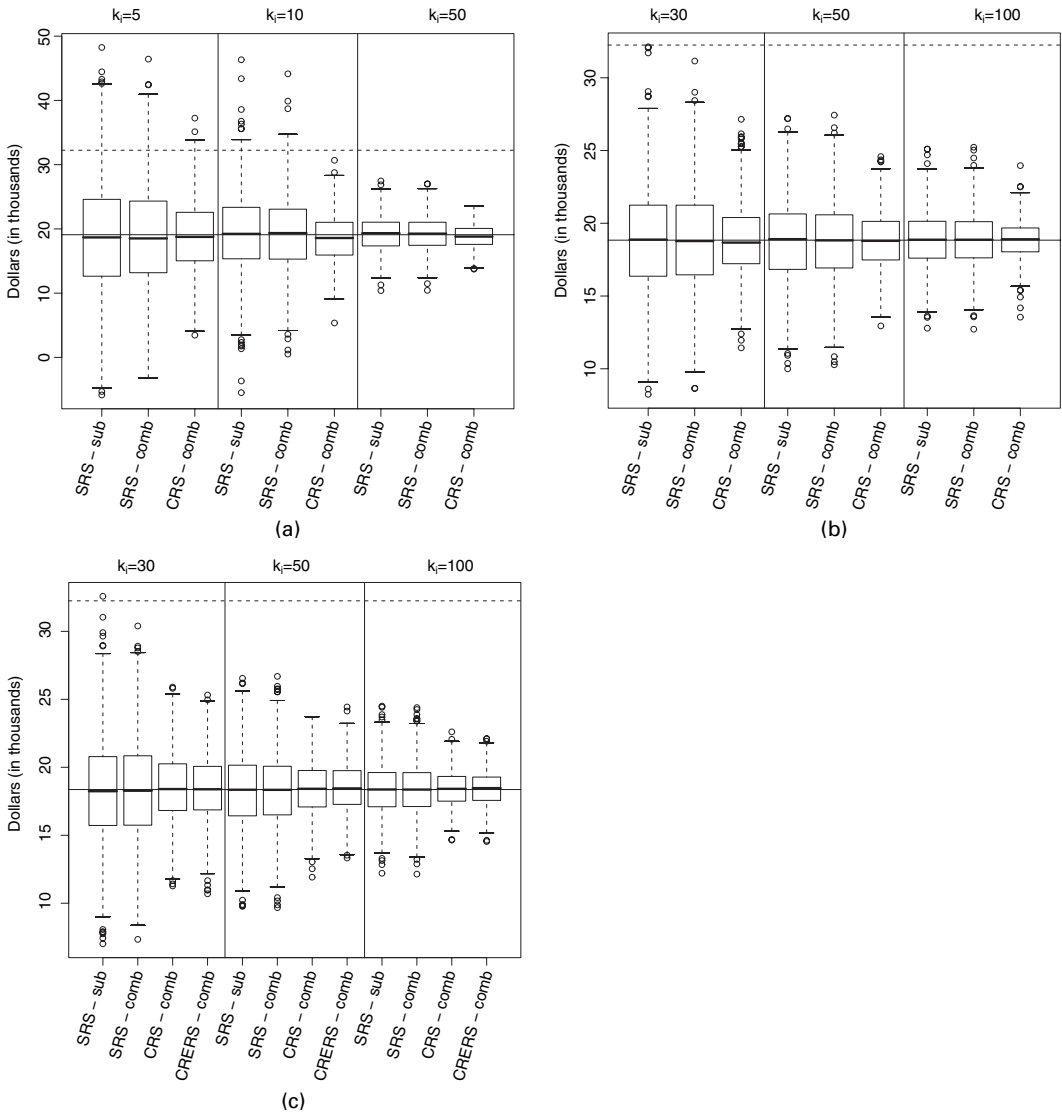 kᵢ=5 kᵢ=10 kᵢ=50
Dollars (in thousands)
50
40
30
20
10
0
SRS – sub
SRS – comb
CRS – comb
SRS – sub
SRS – comb
CRS – comb
SRS – sub
SRS – comb
CRS – comb
(a)
kᵢ=30 kᵢ=50 kᵢ=100
Dollars (in thousands)
30
25
20
15
10
SRS – sub
SRS – comb
CRS – comb
SRS – sub
SRS – comb
CRS – comb
SRS – sub
SRS – comb
CRS – comb
(b)
kᵢ=30 kᵢ=50 kᵢ=100
Dollars (in thousands)
30
25
20
15
10
SRS – sub
SRS – comb
CRS – comb
CRERS – comb
SRS – sub
SRS – comb
CRS – comb
CRERS – comb
SRS – sub
SRS – comb
CRS – comb
CRERS – comb
(c)